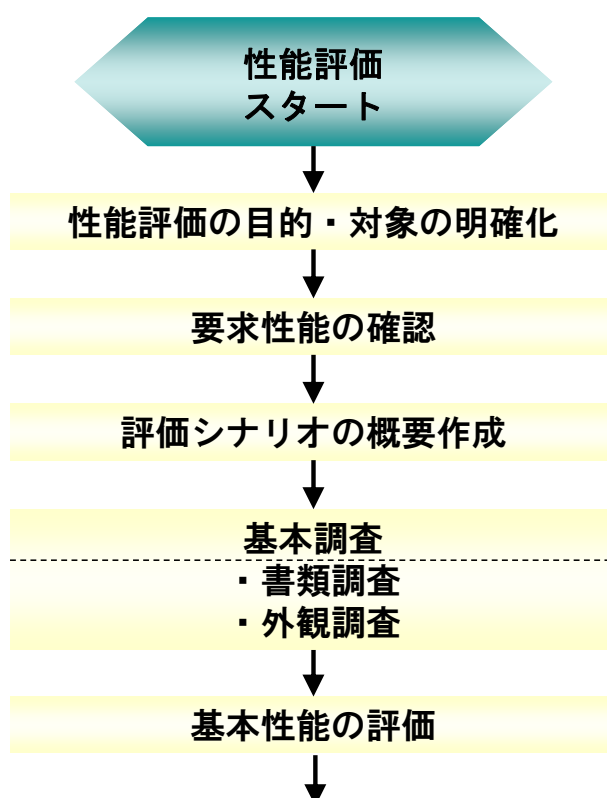 性能評価
スタート
性能評価の目的・対象の明確化
要求性能の確認
評価シナリオの概要作成
基本調査
・書類調査
・外観調査
基本性能の評価